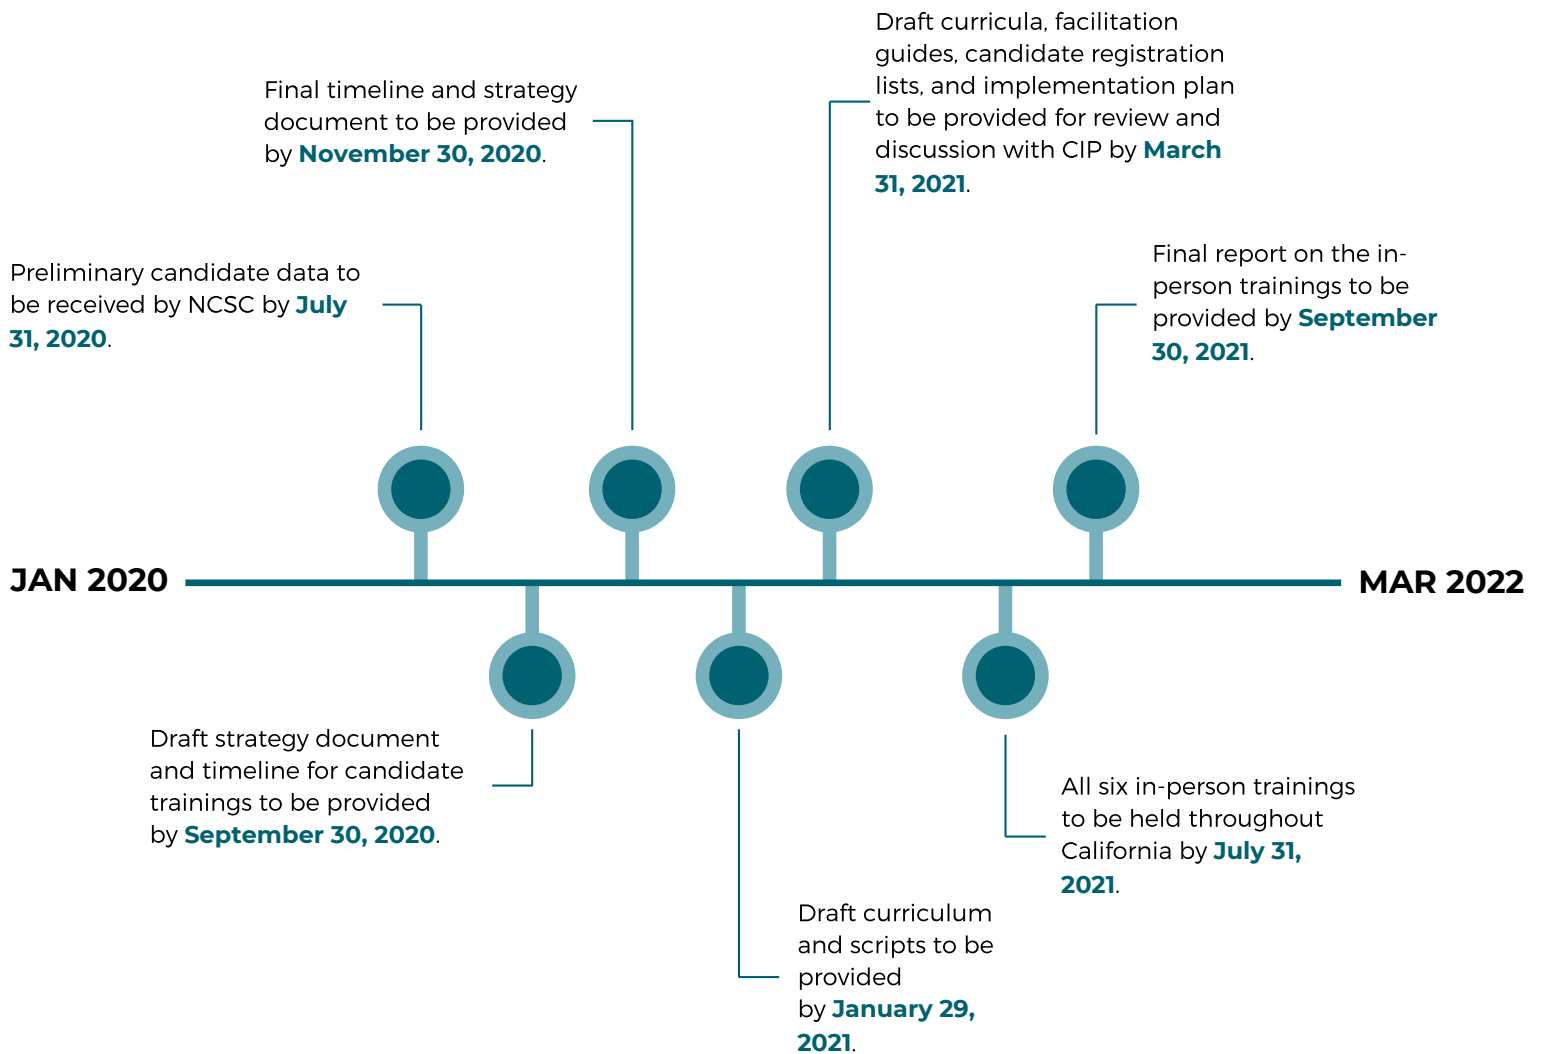 Draft curricula, facilitation
guides, candidate registration
lists, and implementation plan
to be provided for review and
discussion with CIP by March
31, 2021.
Final timeline and strategy
document to be provided
by November 30, 2020.
Final report on the in-
person trainings to be
provided by September
30, 2021.
Preliminary candidate data to
be received by NCSC by July
31, 2020.
JAN 2020
MAR 2022
Draft strategy document
and timeline for candidate
trainings to be provided
by September 30, 2020.
All six in-person trainings
to be held throughout
California by July 31,
2021.
Draft curriculum
and scripts to be
provided
by January 29,
2021.